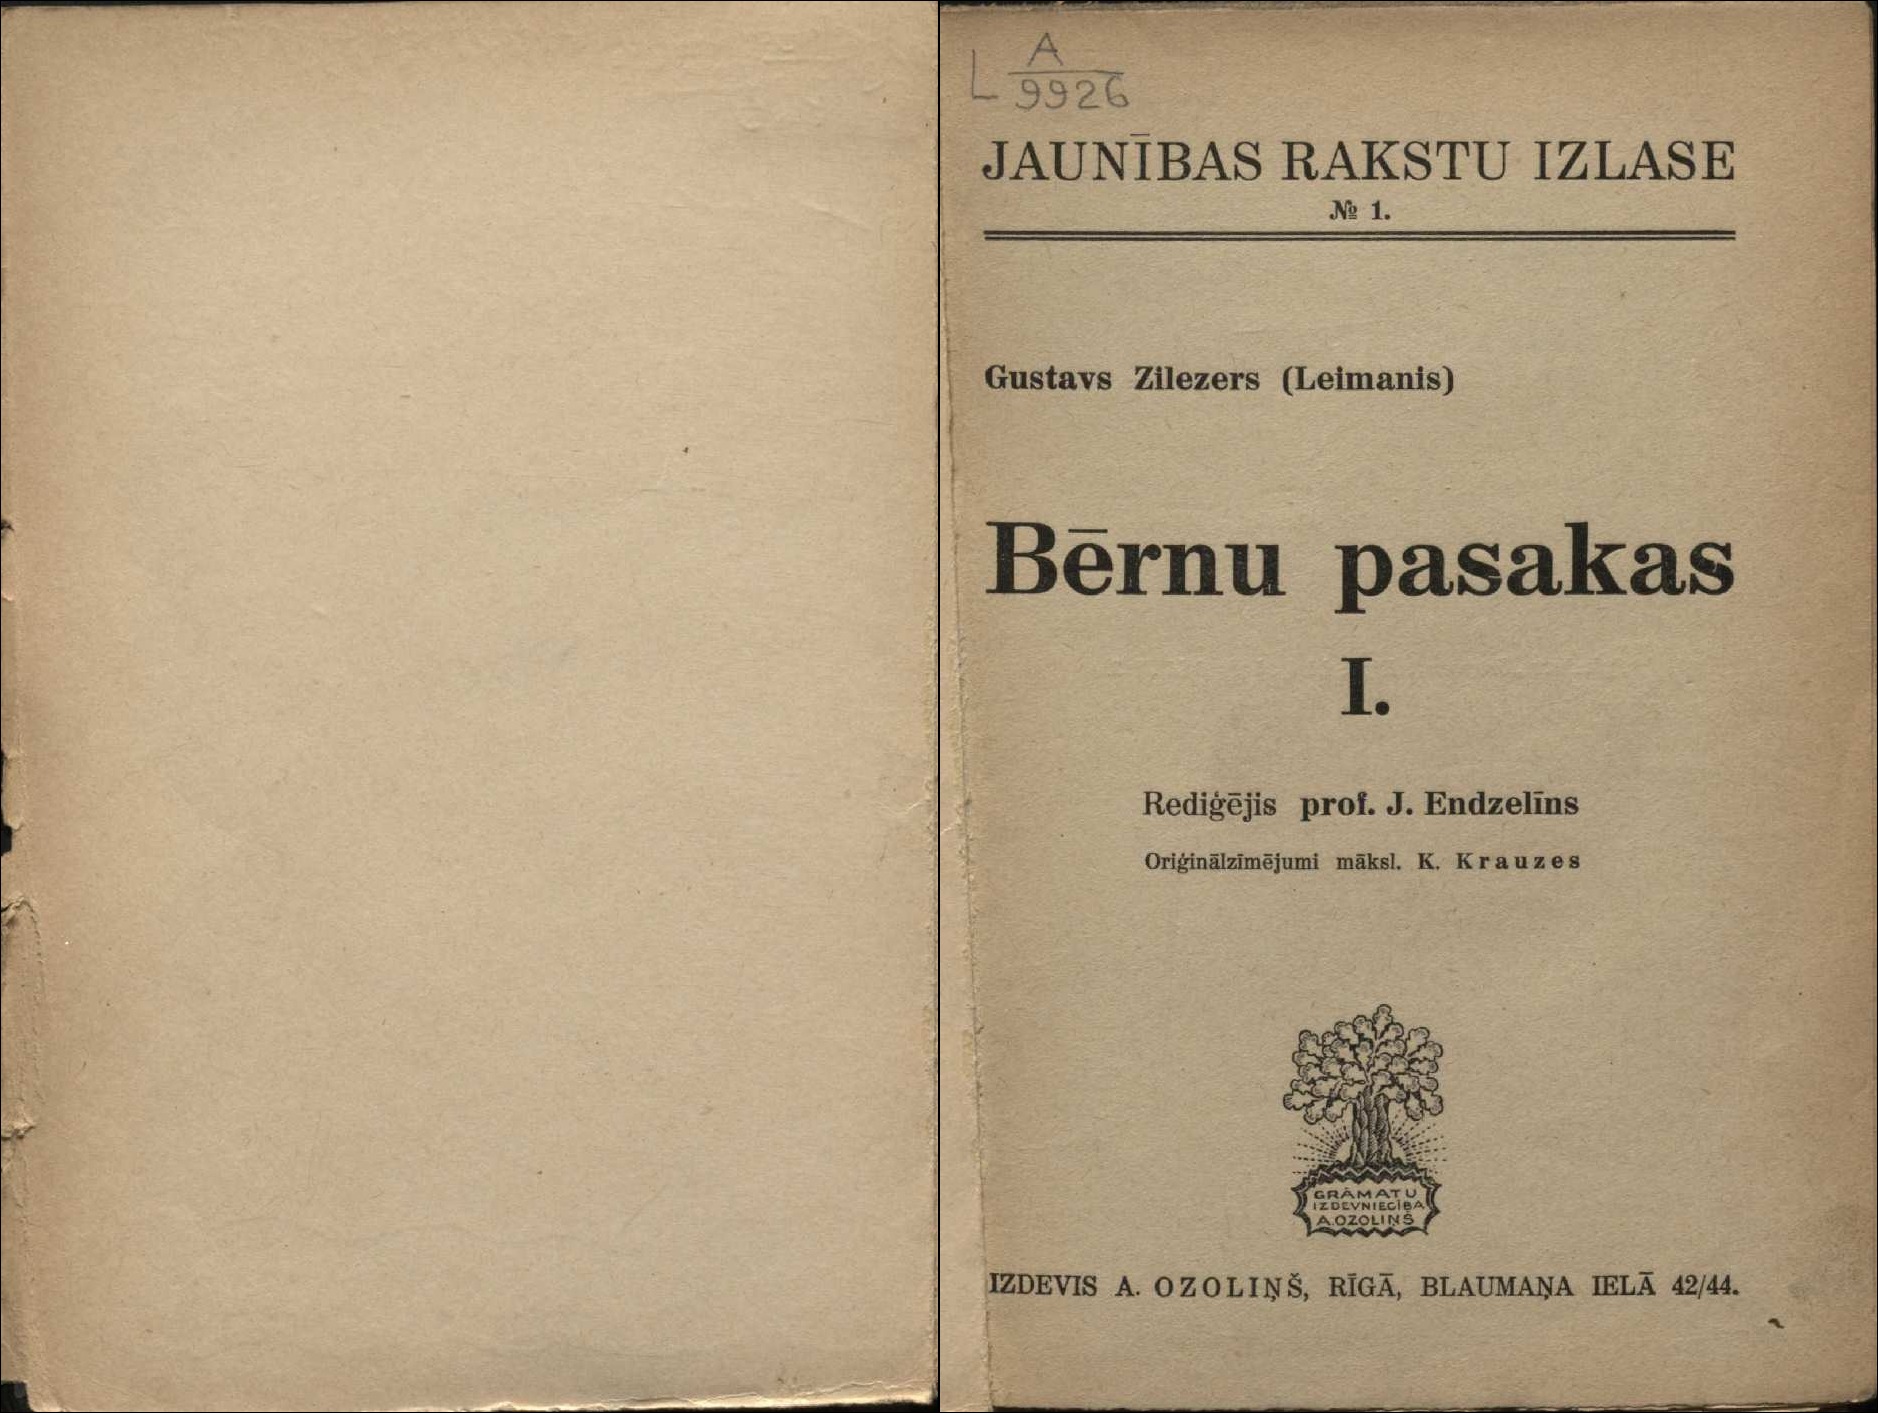 L A
9926
JAUNĪBAS RAKSTU IZLASE
№ 1.
Gustavs Zilezers (Leimanis)
Bērnu pasakas
I.
Rediģējis prof. J. Endzelīns
Oriģinālzīmējumi māksl. K. Krauzes
GRĀMATU
IZDEVNIECĪBA
A. OZOLIŅŠ
IZDEVIS A. OZOLIŅŠ, RĪGĀ, BLAUMAŅA IELĀ 42/44.